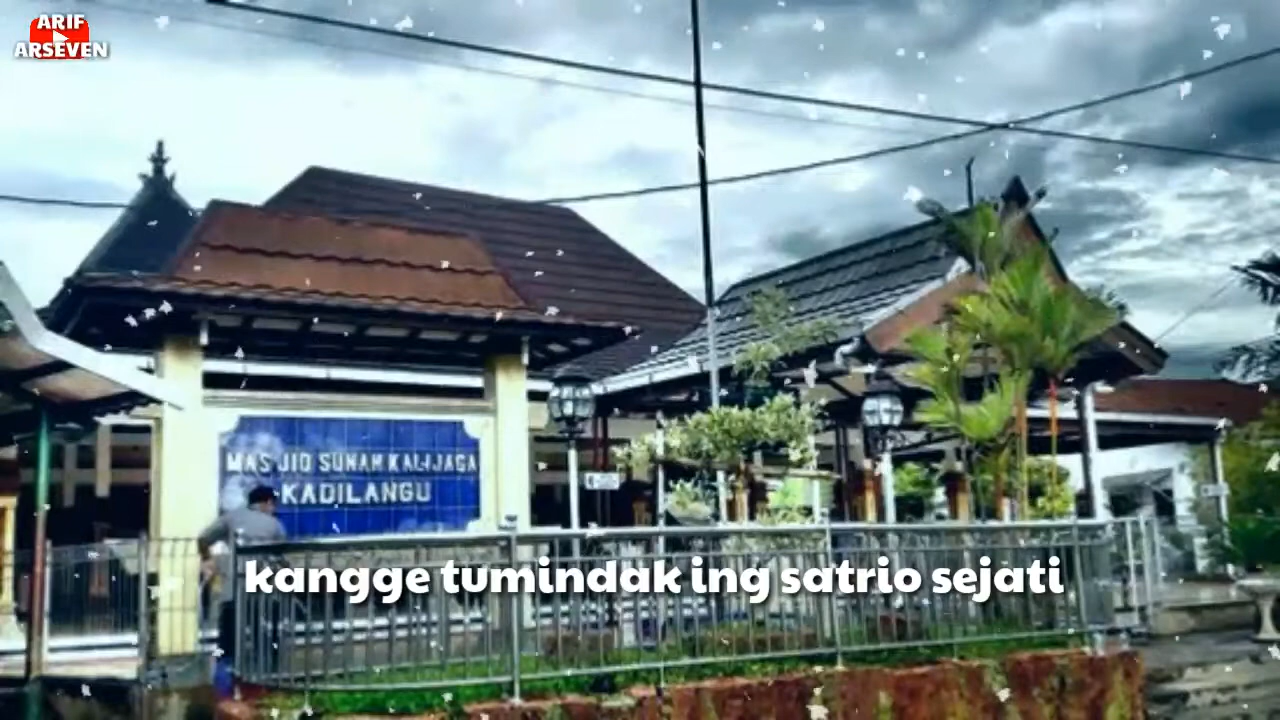 ARIF
ARSEVEN
MASJID SUNAN KALIJAGA
KADILANGU
kangge tumindak ing satrio sejati